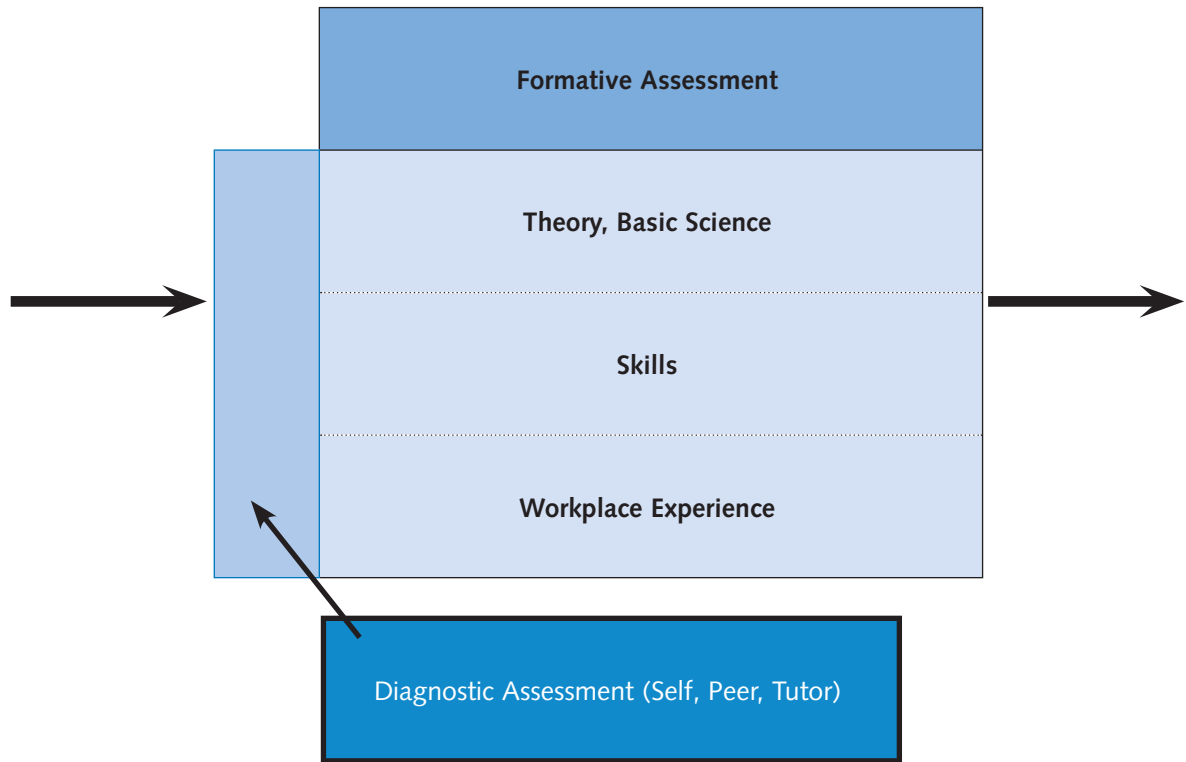 Formative Assessment
Theory, Basic Science
Skills
Workplace Experience
Diagnostic Assessment (Self, Peer, Tutor)